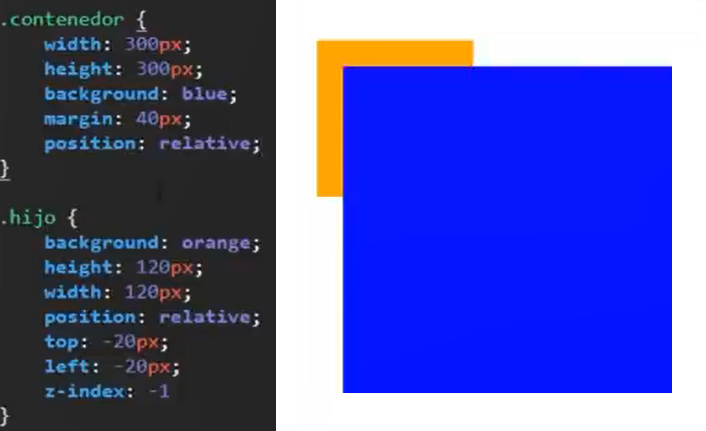 .contenedor {
width: 300px;
height: 300px;
background: blue;
margin: 40px;
position: relative;
}
.hijo {
background: orange;
height: 120px;
width: 120px;
position: relative;
top: -20px;
left: -20px;
z-index: -1
}